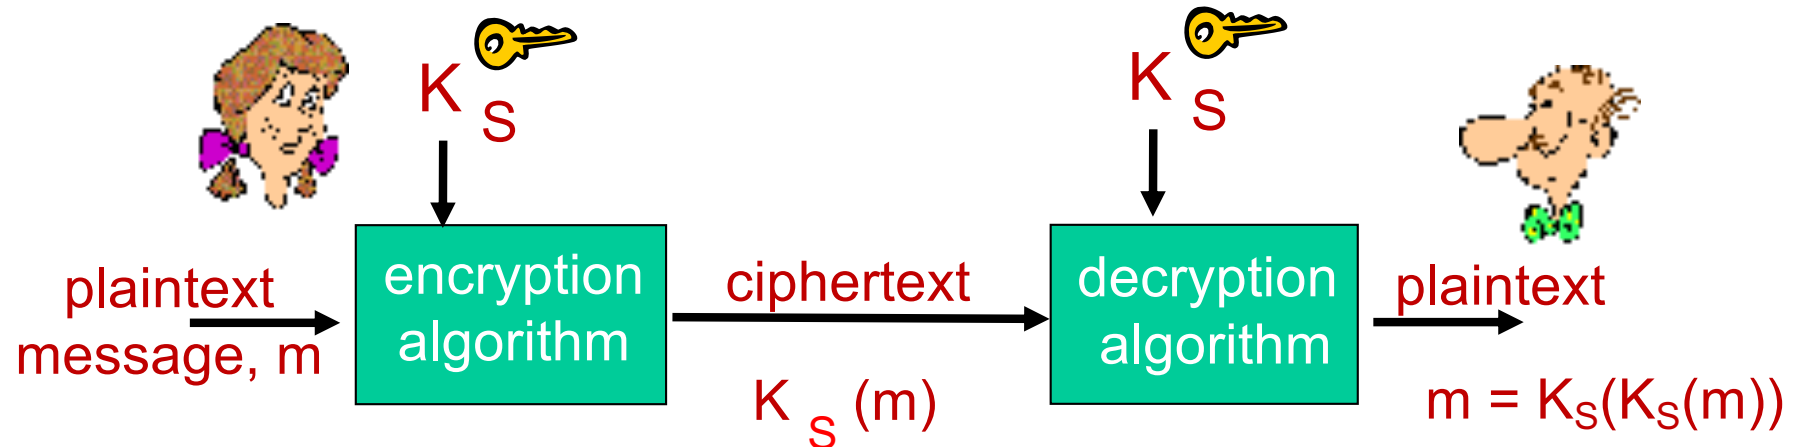 K S
K S
plaintext
message, m
encryption
algorithm
ciphertext
K S (m)
decryption
algorithm
plaintext
m = KS(KS(m))